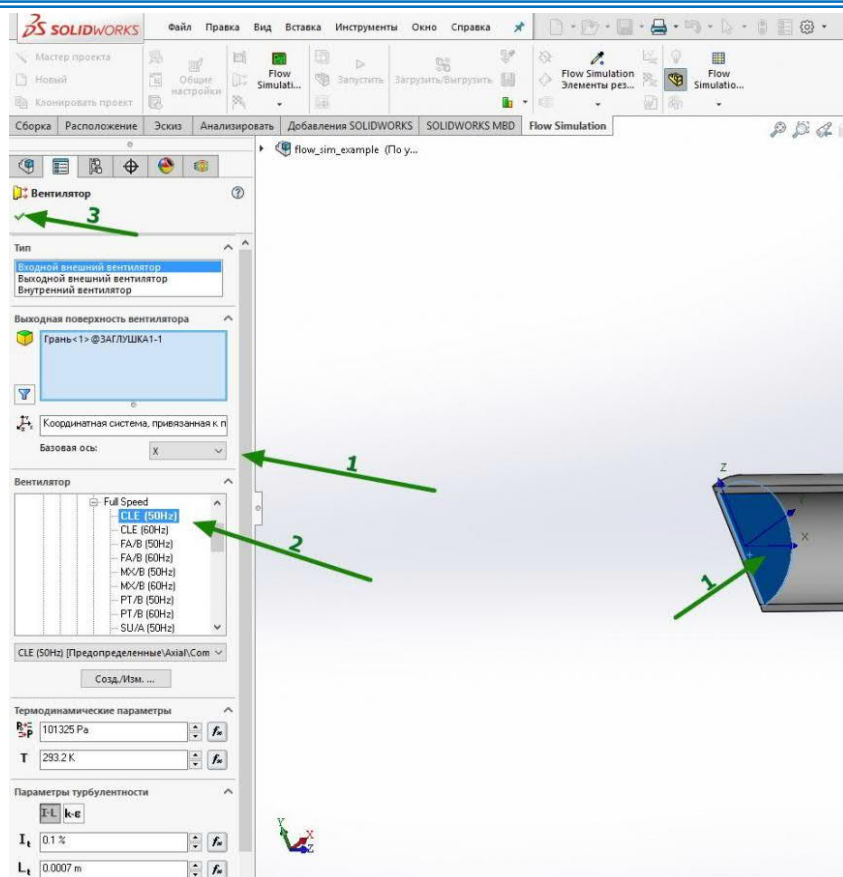 SOLIDWORKS Файл Правка Вид Вставка Инструменты Окно Справка
Мастер проекта
Новый
Клонировать проект
Общие настройки
Flow Simulati...
Запустить
Загрузить/Выгрузить
Flow Simulation Элементы рез...
Flow Simulatio...
Сборка Расположение Эскиз Анализировать Добавления SOLIDWORKS SOLIDWORKS MBD Flow Simulation
flow_sim_example (По у...
Вентилятор
3
Тип
Входной внешний вентилятор
Выходной внешний вентилятор
Внутренний вентилятор
Выходная поверхность вентилятора
Грань<1>@ЗАГЛУШКА1-1
Координатная система, привязанная к п
Базовая ось: X
1
Вентилятор
Full Speed
CLE (50Hz)
CLE (60Hz)
FA/B (50Hz)
FA/B (60Hz)
MX/B (50Hz)
MX/B (60Hz)
PT/B (50Hz)
PT/B (60Hz)
SU/A (50Hz)
2
CLE (50Hz) [Предопределенные\Axial\Com
Созд./Изм. ...
Термодинамические параметры
P 101325 Pa
T 293.2 K
Параметры турбулентности
I-L k-ε
It 0.1 %
Lt 0.0007 m
Z
Y
X
1
Y
X
Z